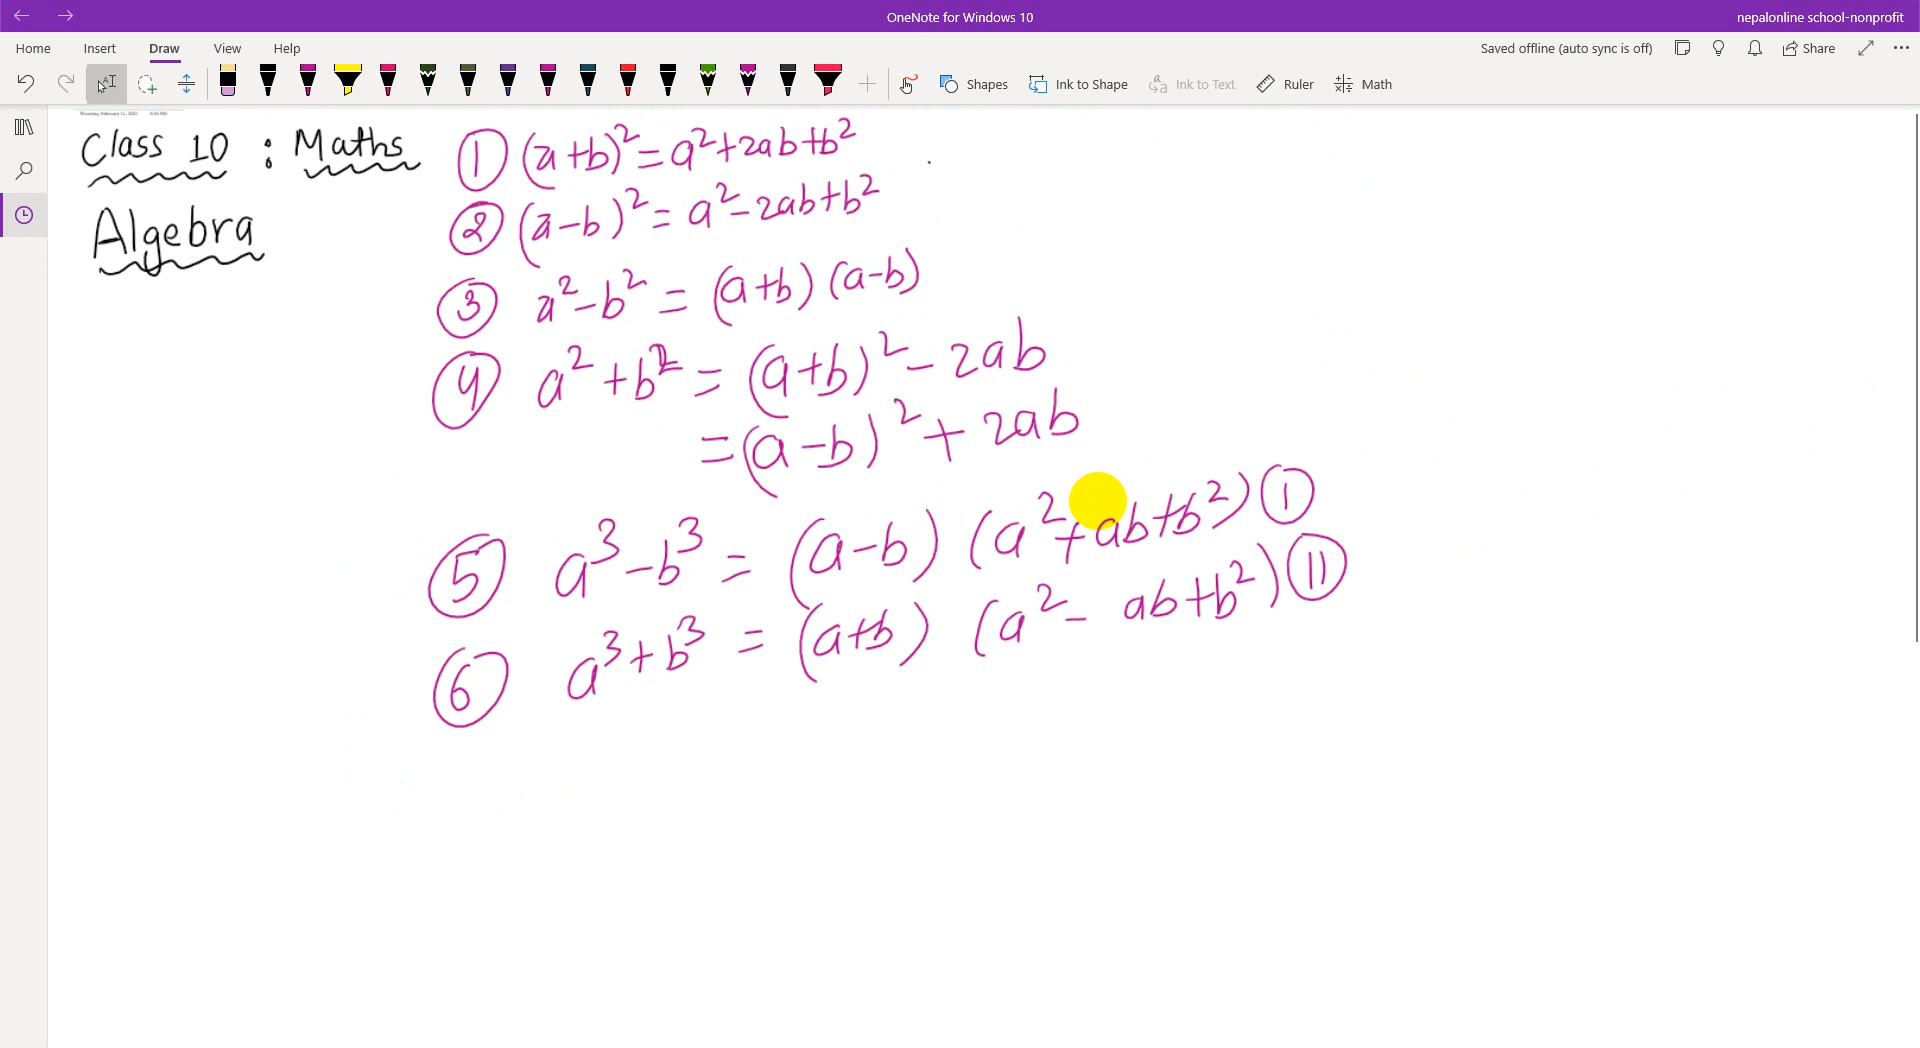 OneNote for Windows 10
nepalonline school-nonprofit
Home Insert Draw View Help
Saved offline (auto sync is off) Share
Shapes Ink to Shape Ink to Text Ruler Math
Class 10 : Maths
Algebra
① (a+b)²=a²+2ab+b²
② (a-b)²=a²-2ab+b²
③ a²-b² = (a+b)(a-b)
④ a²+b² = (a+b)²-2ab
=(a-b)²+2ab
⑤ a³-b³ = (a-b) (a²+ab+b²) Ⓘ
⑥ a³+b³ = (a+b) (a²- ab+b²) (II)